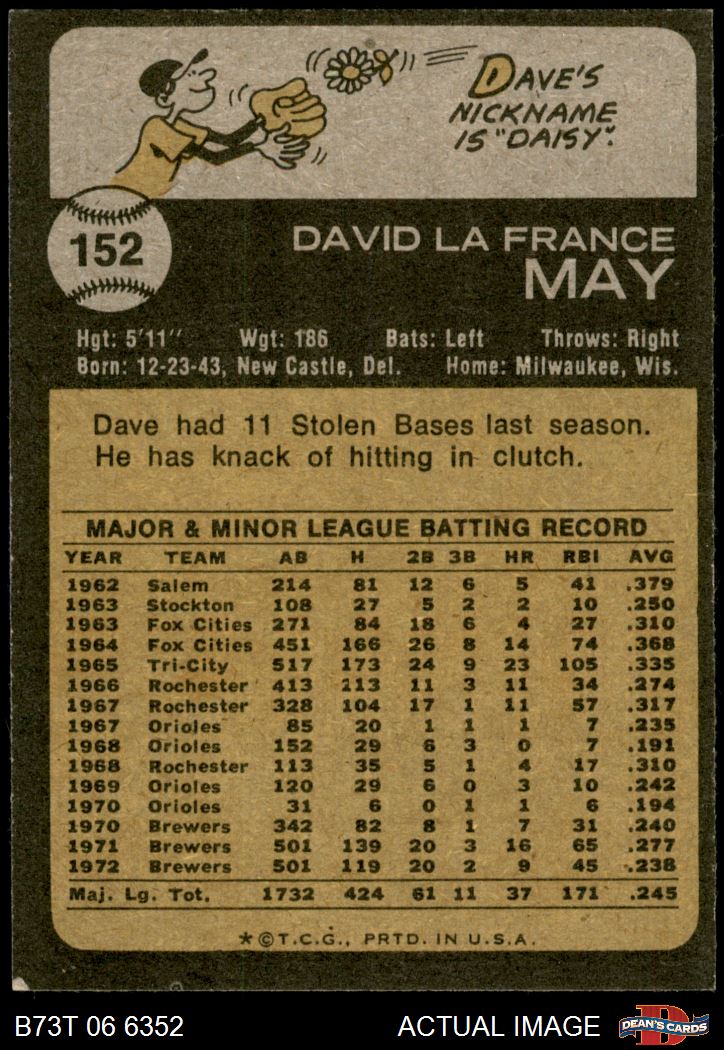 DAVE'S
NICKNAME
IS "DAISY".
152
DAVID LA FRANCE
MAY
Hgt: 5'11" Wgt: 186 Bats: Left Throws: Right
Born: 12-23-43, New Castle, Del. Home: Milwaukee, Wis.
Dave had 11 Stolen Bases last season.
He has knack of hitting in clutch.
MAJOR & MINOR LEAGUE BATTING RECORD
YEAR TEAM AB H 2B 3B HR RBI AVG
1962 Salem 214 81 12 6 5 41 .379
1963 Stockton 108 27 5 2 2 10 .250
1963 Fox Cities 271 84 18 6 4 27 .310
1964 Fox Cities 451 166 26 8 14 74 .368
1965 Tri-City 517 173 24 9 23 105 .335
1966 Rochester 413 113 11 3 11 34 .274
1967 Rochester 328 104 17 1 11 57 .317
1967 Orioles 85 20 1 1 1 7 .235
1968 Orioles 152 29 6 3 0 7 .191
1968 Rochester 113 35 5 1 4 17 .310
1969 Orioles 120 29 6 0 3 10 .242
1970 Orioles 31 6 0 1 1 6 .194
1970 Brewers 342 82 8 1 7 31 .240
1971 Brewers 501 139 20 3 16 65 .277
1972 Brewers 501 119 20 2 9 45 .238
Maj. Lg. Tot. 1732 424 61 11 37 171 .245
*©T.C.G., PRTD. IN U.S.A.
B73T 06 6352 ACTUAL IMAGE D DEAN'S CARDS